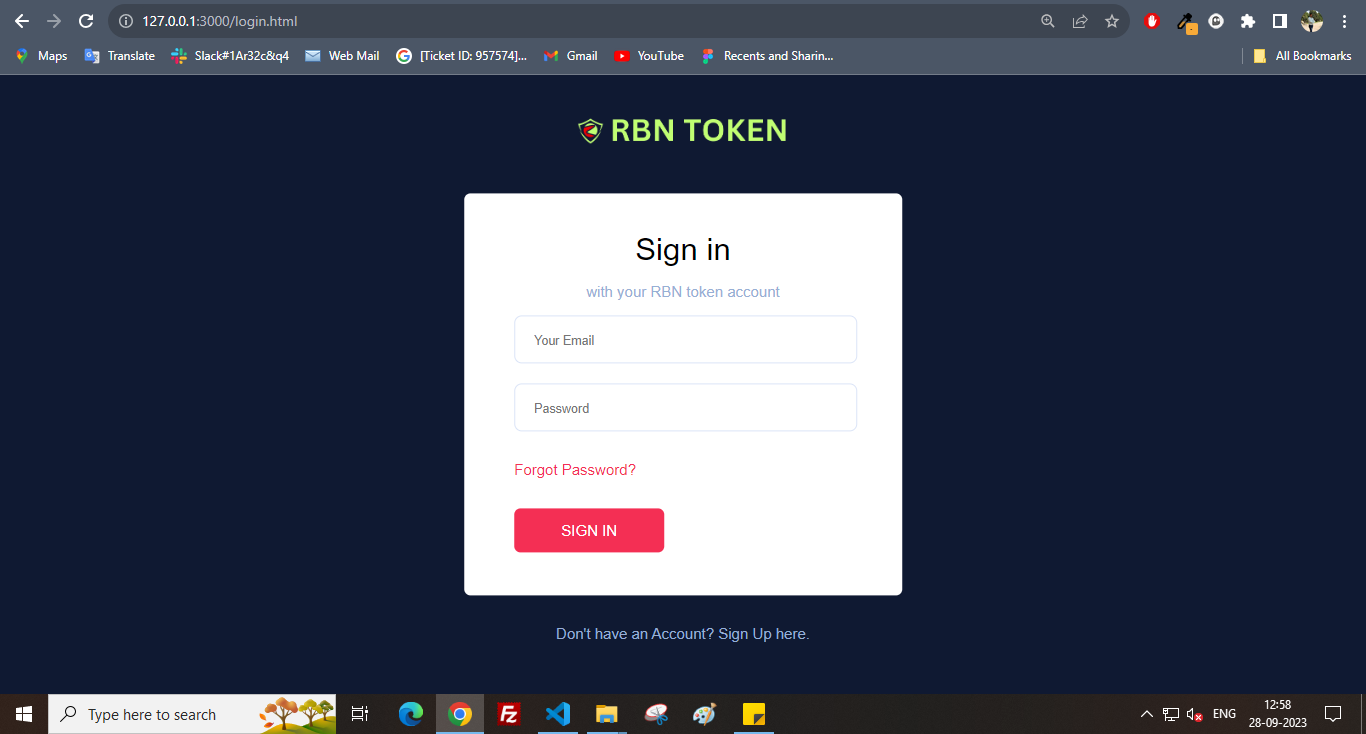 127.0.0.1:3000/login.html
Maps Translate Slack#1Ar32c&q4 Web Mail [Ticket ID: 957574]... Gmail YouTube Recents and Sharin... All Bookmarks
RBN TOKEN
Sign in
with your RBN token account
Your Email
Password
Forgot Password?
SIGN IN
Don't have an Account? Sign Up here.
Type here to search
ENG
12:58
28-09-2023